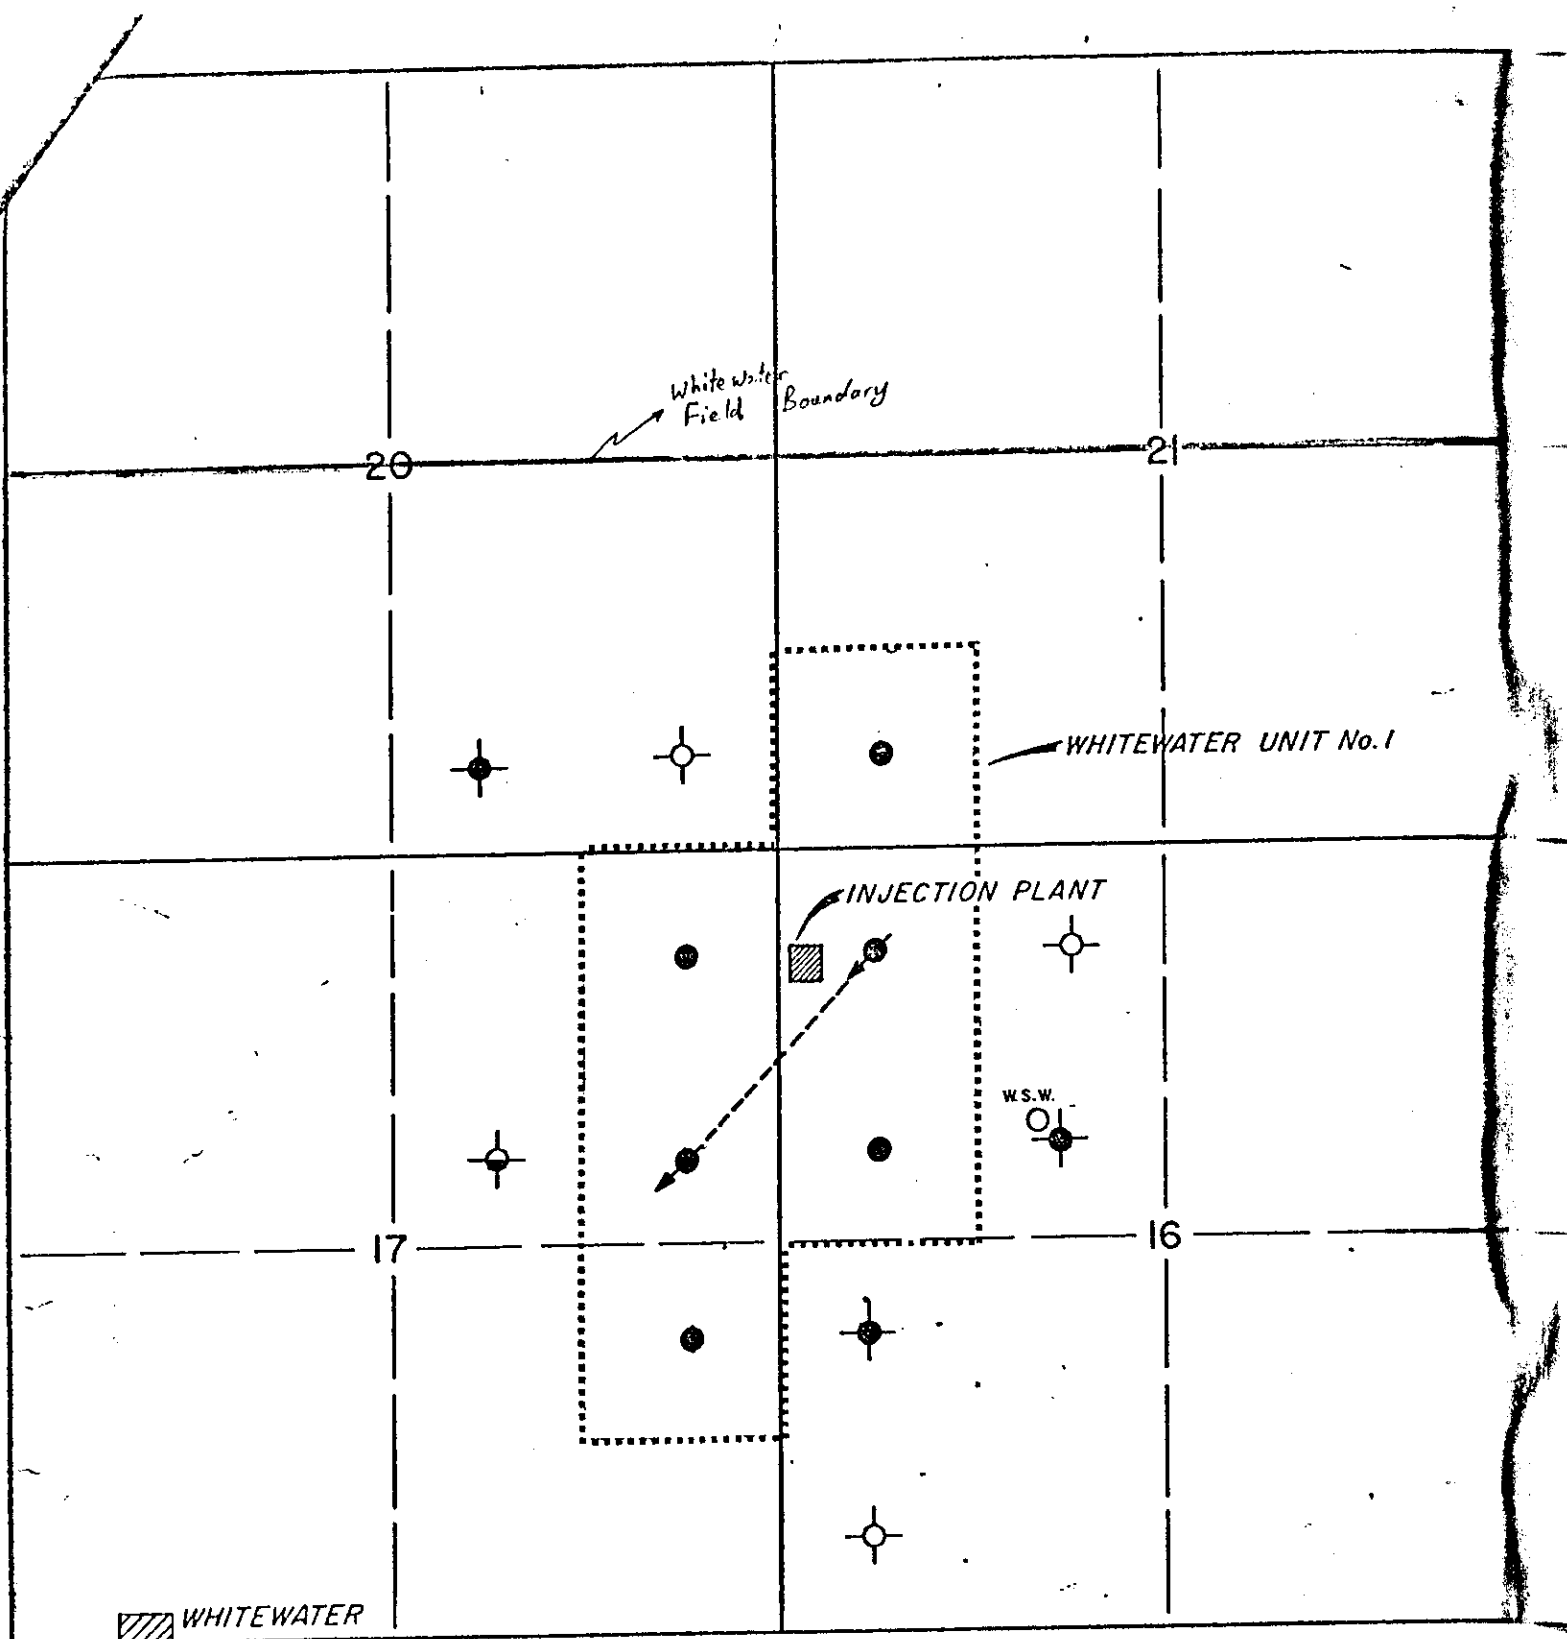 White water
Field Boundary
20
21
WHITEWATER UNIT No. 1
INJECTION PLANT
W.S.W.
17
16
WHITEWATER